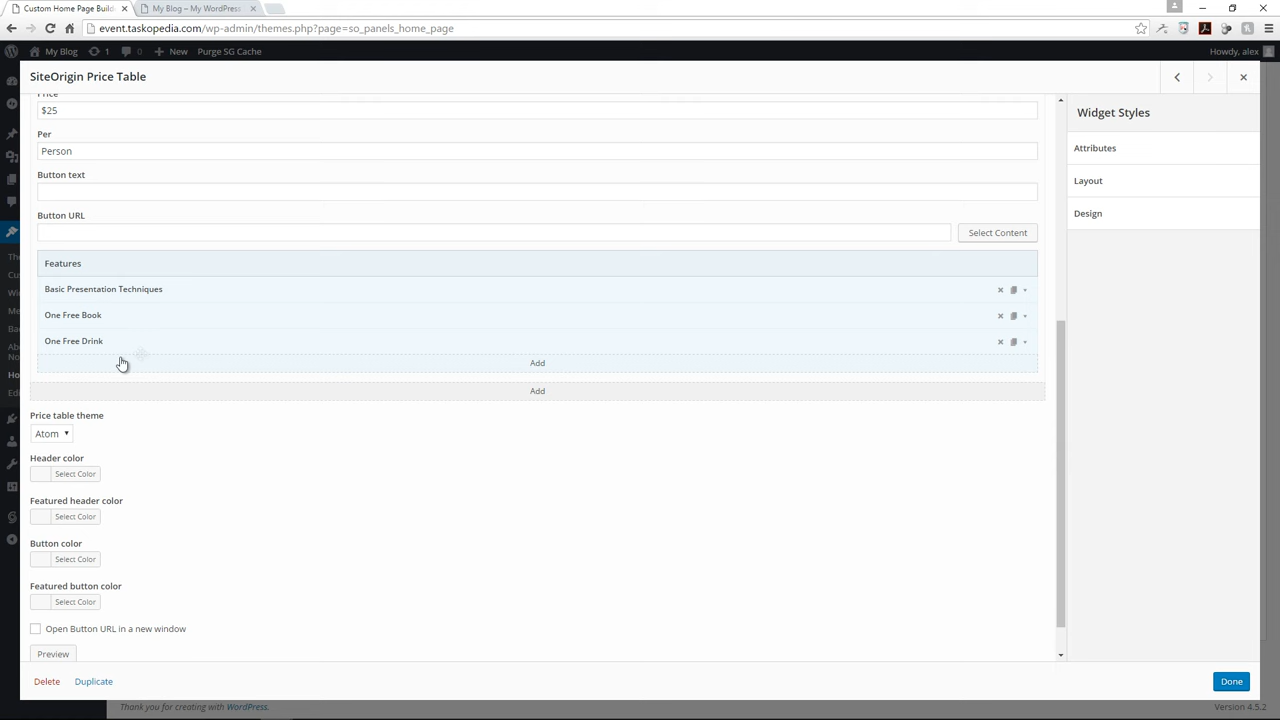 Custom Home Page Build
My Blog – My WordPress
event.taskopedia.com/wp-admin/themes.php?page=so_panels_home_page
My Blog
1
0
New
Purge SG Cache
Howdy, alex
SiteOrigin Price Table
Price
$25
Per
Person
Button text
Button URL
Select Content
Features
Basic Presentation Techniques
One Free Book
One Free Drink
Add
Add
Price table theme
Atom
Header color
Select Color
Featured header color
Select Color
Button color
Select Color
Featured button color
Select Color
Open Button URL in a new window
Preview
Widget Styles
Attributes
Layout
Design
Delete
Duplicate
Done
Thank you for creating with WordPress.
Version 4.5.2